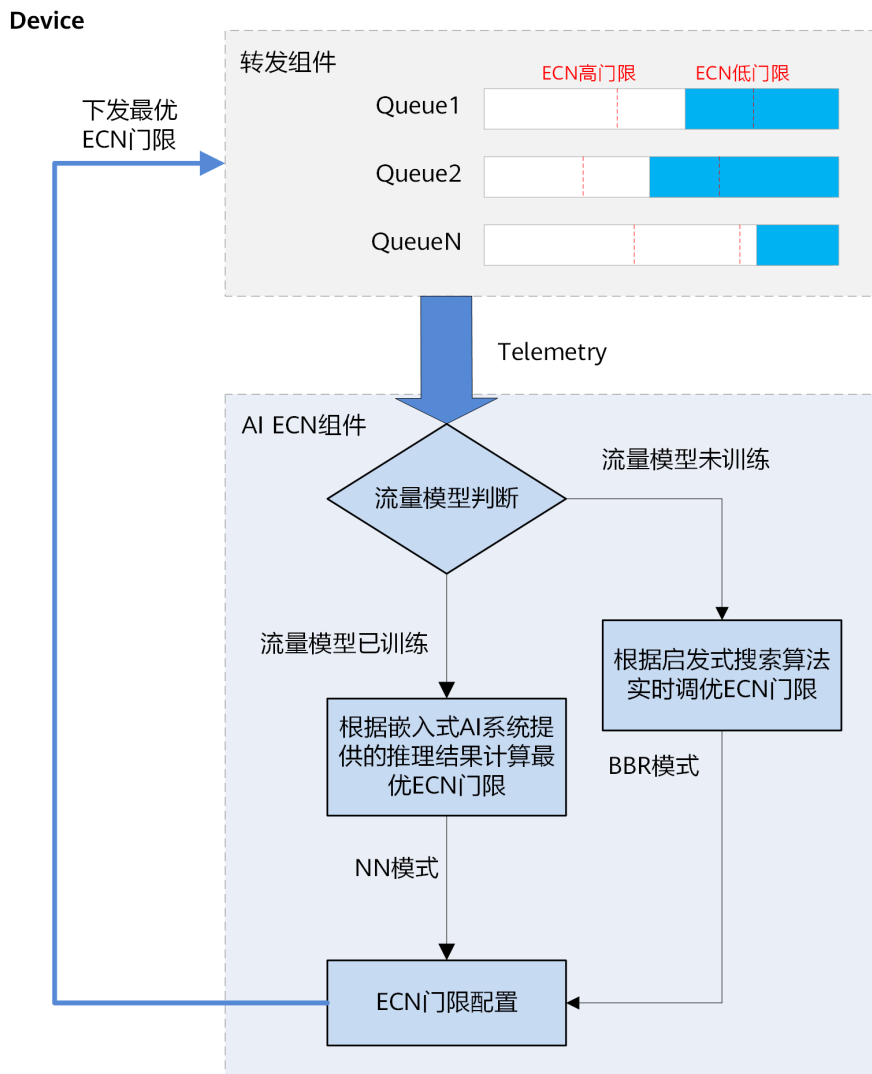 Device
转发组件
ECN高门限
ECN低门限
Queue1
下发最优
ECN门限
Queue2
QueueN
Telemetry
AI ECN组件
流量模型未训练
流量模型判断
流量模型已训练
根据启发式搜索算法
实时调优ECN门限
根据嵌入式AI系统提
供的推理结果计算最
优ECN门限
BBR模式
NN模式
ECN门限配置